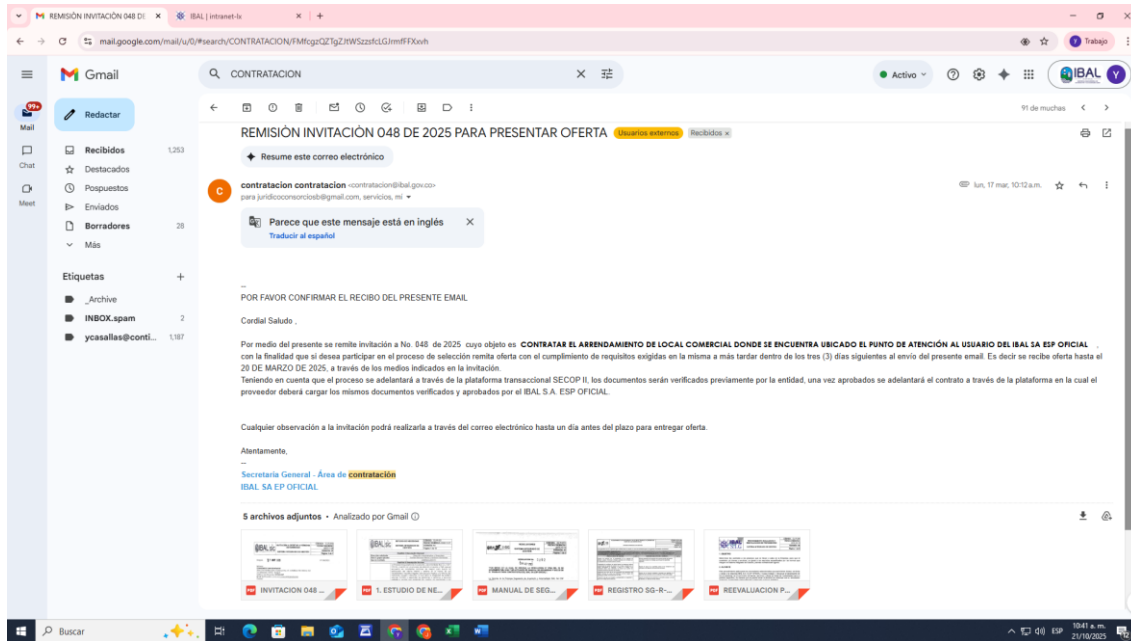 REMISIÓN INVITACIÓN 048 DE
IBAL | intranet-la
mail.google.com/mail/u/0/#search/CONTRATACION/FMfcgzQZTgZJtWSzzsfcLGJrmfFFXxvh
Trabajo
Gmail
CONTRATACION
Activo
IBAL
Y
99+
Mail
Chat
Meet
Redactar
Recibidos 1,253
Destacados
Pospuestos
Enviados
Borradores 28
Más
Etiquetas
_Archive
INBOX.spam 2
ycasallas@conti... 1,187
91 de muchas
REMISIÓN INVITACIÓN 048 DE 2025 PARA PRESENTAR OFERTA Usuarios externos Recibidos x
Resume este correo electrónico
C
contratacion contratacion <contratacion@ibal.gov.co>
lun, 17 mar, 10:12 a.m.
para juridicoconsorciosb@gmail.com, servicios, mí
Parece que este mensaje está en inglés
Traducir al español
--
POR FAVOR CONFIRMAR EL RECIBO DEL PRESENTE EMAIL
Cordial Saludo ,
Por medio del presente se remite invitación a No. 048 de 2025 cuyo objeto es CONTRATAR EL ARRENDAMIENTO DE LOCAL COMERCIAL DONDE SE ENCUENTRA UBICADO EL PUNTO DE ATENCIÓN AL USUARIO DEL IBAL SA ESP OFICIAL ,
con la finalidad que si desea participar en el proceso de selección remita oferta con el cumplimiento de requisitos exigidas en la misma a más tardar dentro de los tres (3) días siguientes al envío del presente email. Es decir se recibe oferta hasta el
20 DE MARZO DE 2025, a través de los medios indicados en la invitación.
Teniendo en cuenta que el proceso se adelantará a través de la plataforma transaccional SECOP II, los documentos serán verificados previamente por la entidad, una vez aprobados se adelantará el contrato a través de la plataforma en la cual el
proveedor deberá cargar los mismos documentos verificados y aprobados por el IBAL S.A. ESP OFICIAL.
Cualquier observación a la invitación podrá realizarla a través del correo electrónico hasta un día antes del plazo para entregar oferta.
Atentamente,
--
Secretaría General - Área de contratación
IBAL SA EP OFICIAL
5 archivos adjuntos • Analizado por Gmail
PDF INVITACION 048 ...
PDF 1. ESTUDIO DE NE...
PDF MANUAL DE SEG...
PDF REGISTRO SG-R-...
PDF REEVALUACION P...
Buscar
ESP
10:41 a. m.
21/10/2025